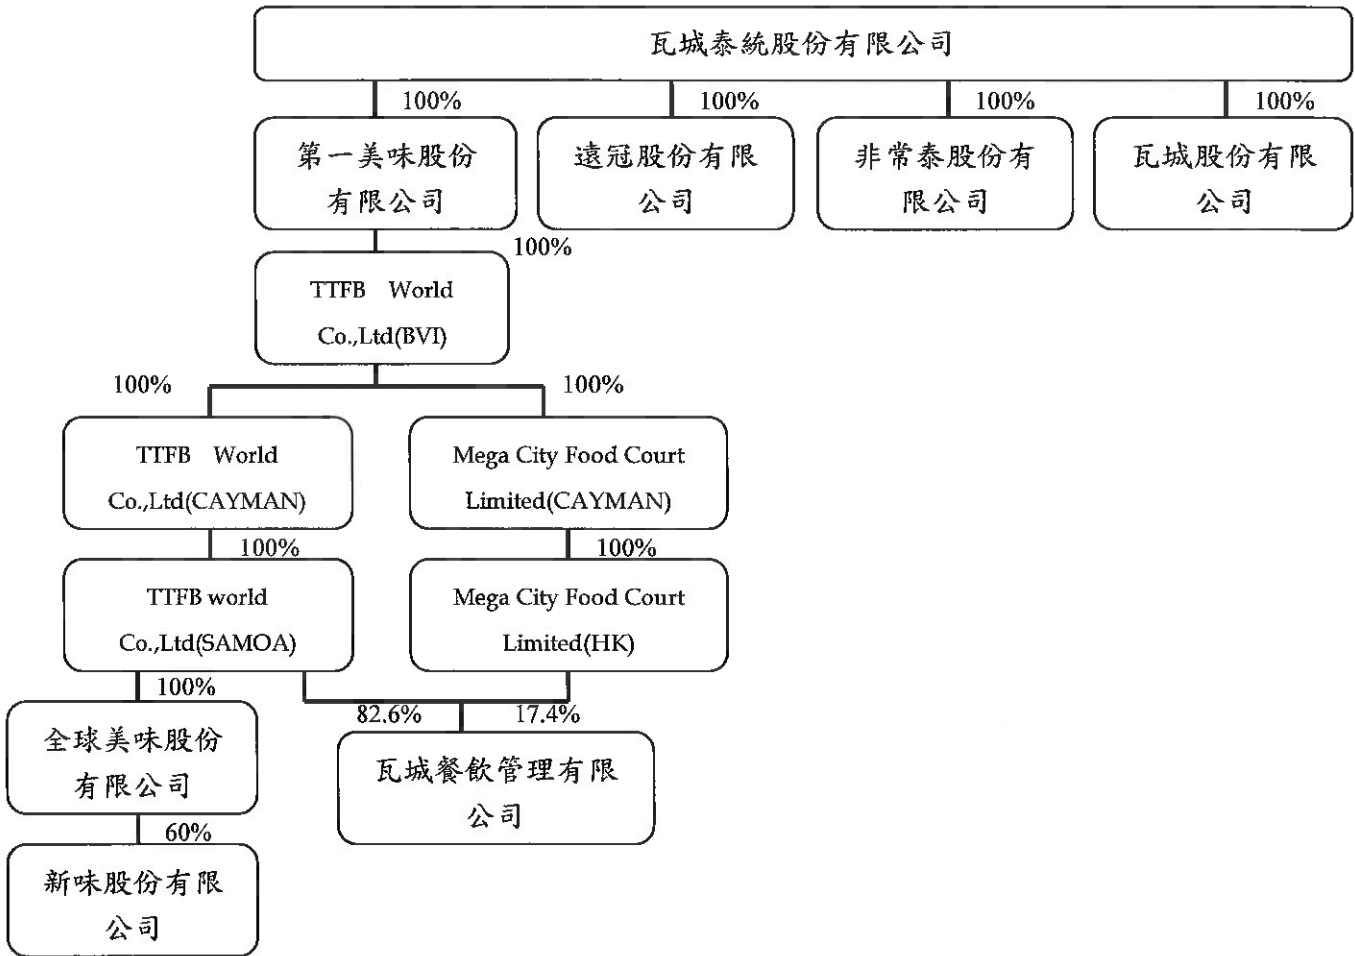 瓦城泰統股份有限公司
100%
100%
100%
100%
第一美味股份
有限公司
遠冠股份有限
公司
非常泰股份有
限公司
瓦城股份有限
公司
100%
TTFB World
Co.,Ltd(BVI)
100%
100%
TTFB World
Co.,Ltd(CAYMAN)
Mega City Food Court
Limited(CAYMAN)
100%
100%
TTFB world
Co.,Ltd(SAMOA)
Mega City Food Court
Limited(HK)
100%
82.6%
17.4%
全球美味股份
有限公司
瓦城餐飲管理有限
公司
60%
新味股份有限
公司